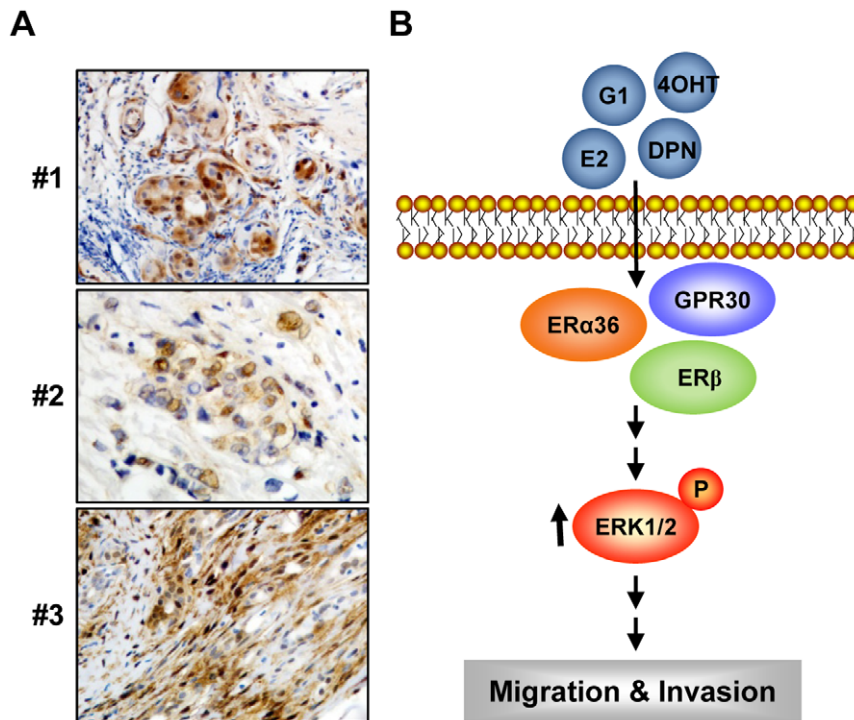 A
#1
#2
#3
B
G1
4OHT
E2
DPN
GPR30
ERα36
ERβ
P
ERK1/2
Migration & Invasion